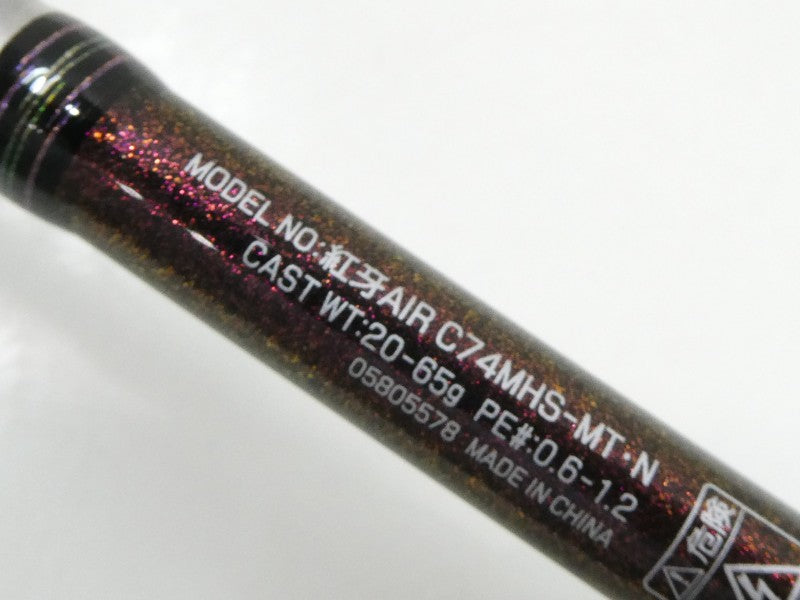 MODEL NO:紅牙AIR C74MHS-MT・N
CAST WT:20-65g PE#:0.6-1.2
05805578 MADE IN CHINA
危険